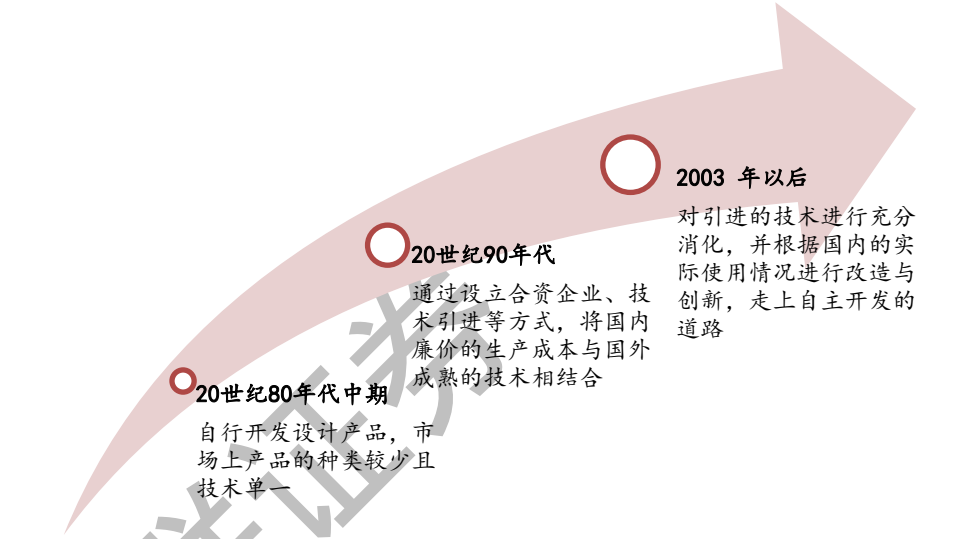 2003 年以后
对引进的技术进行充分
消化，并根据国内的实
际使用情况进行改造与
创新，走上自主开发的
道路
20世纪90年代
通过设立合资企业、技
术引进等方式，将国内
廉价的生产成本与国外
成熟的技术相结合
20世纪80年代中期
自行开发设计产品，市
场上产品的种类较少且
技术单一
证券